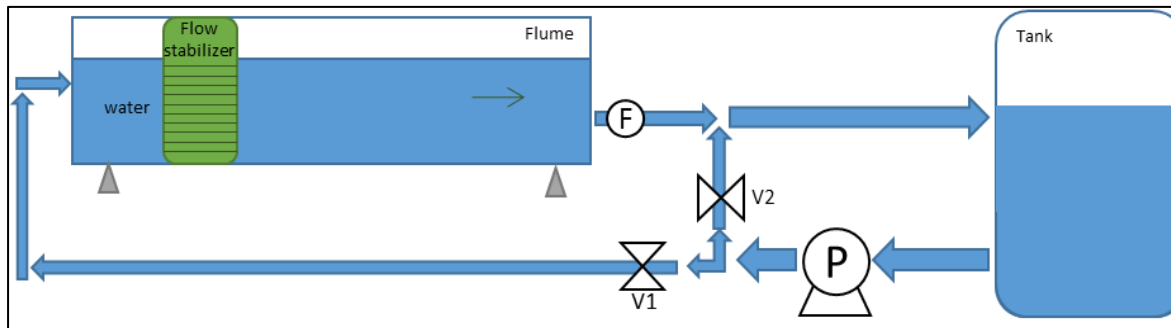 Flow
stabilizer
Flume
Tank
water
F
V2
P
V1